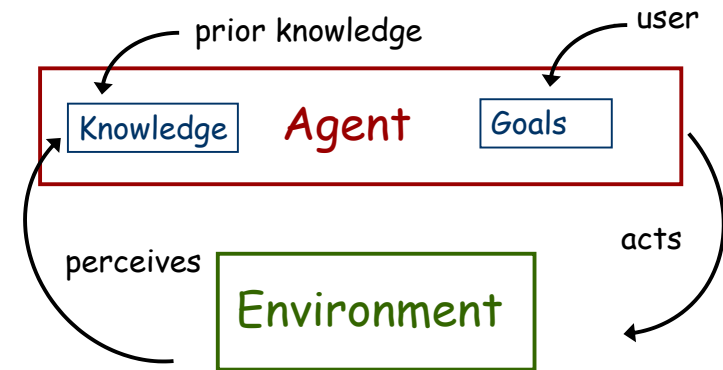 prior knowledge
user
Knowledge
Agent
Goals
perceives
acts
Environment